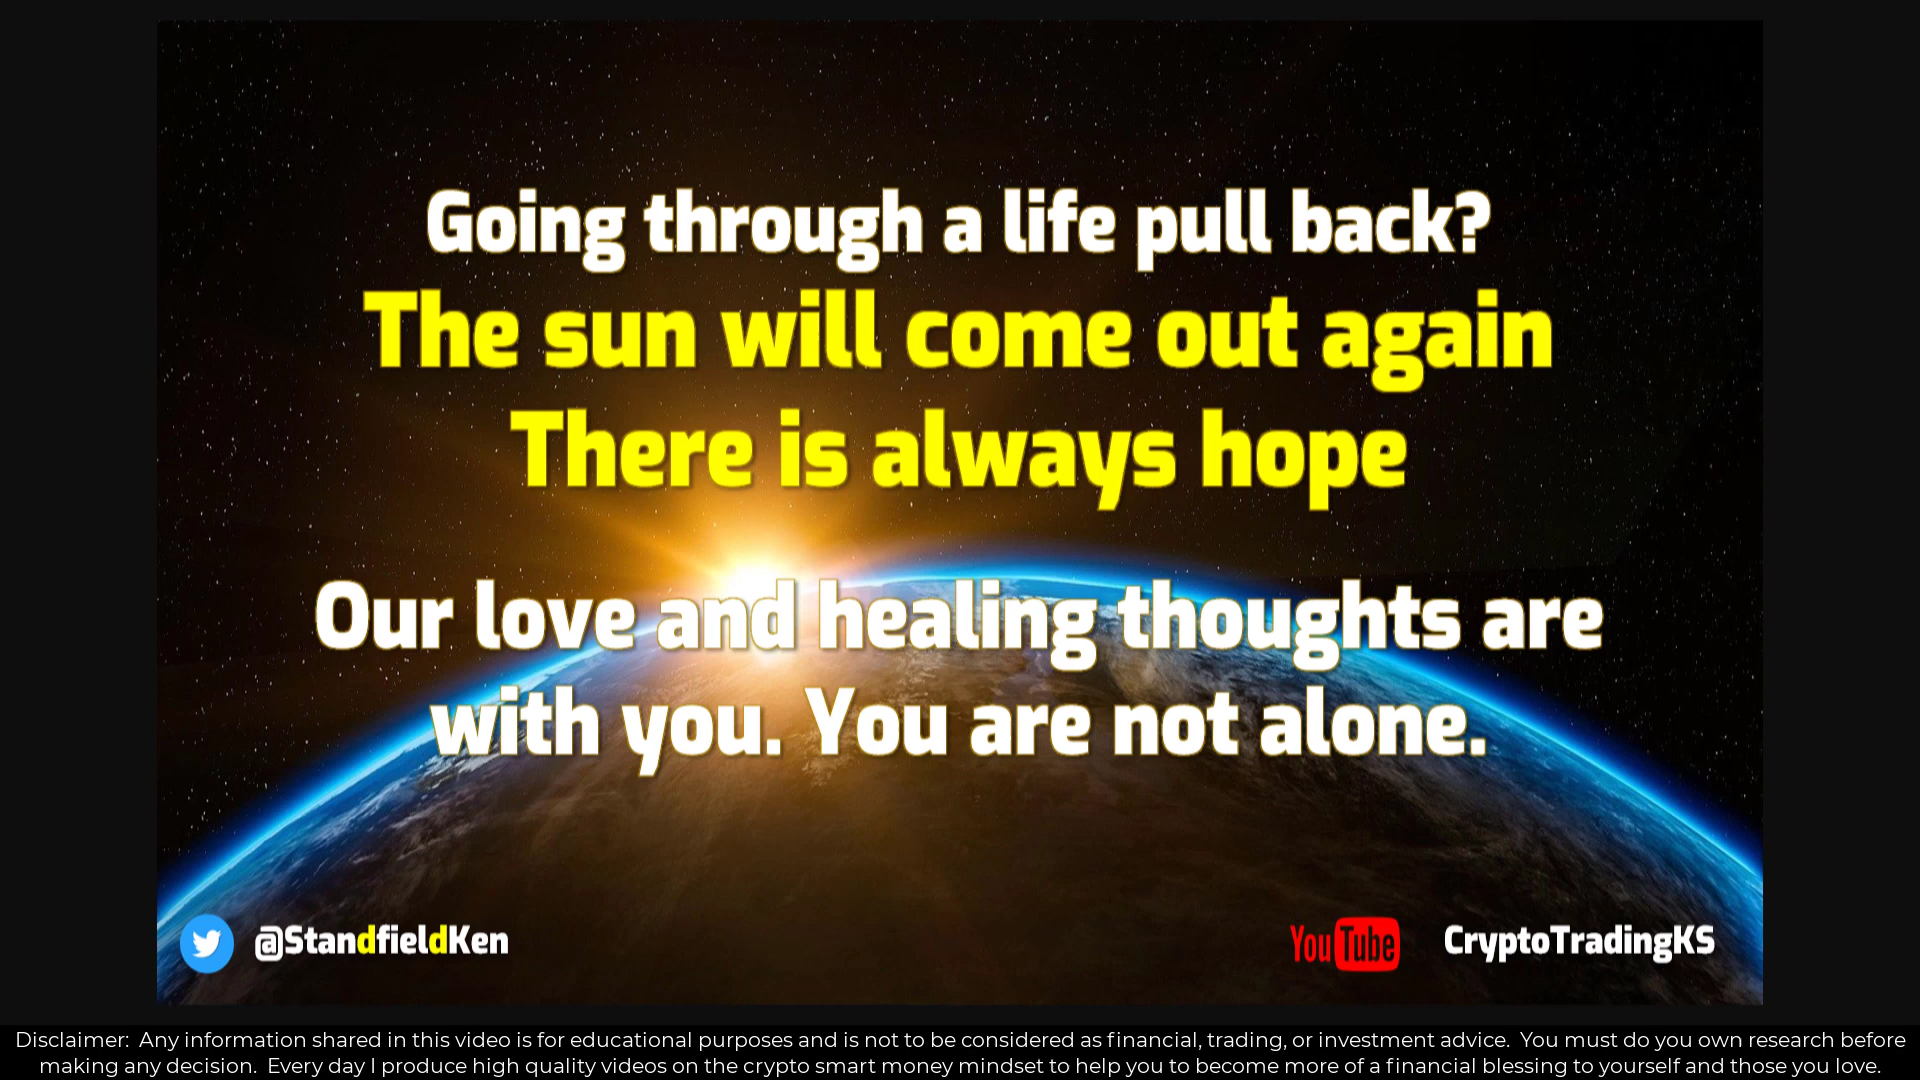 Going through a life pull back?
The sun will come out again
There is always hope
Our love and healing thoughts are
with you. You are not alone.
@StandfieldKen
YouTube CryptoTradingKS
Disclaimer: Any information shared in this video is for educational purposes and is not to be considered as financial, trading, or investment advice. You must do you own research before
making any decision. Every day I produce high quality videos on the crypto smart money mindset to help you to become more of a financial blessing to yourself and those you love.